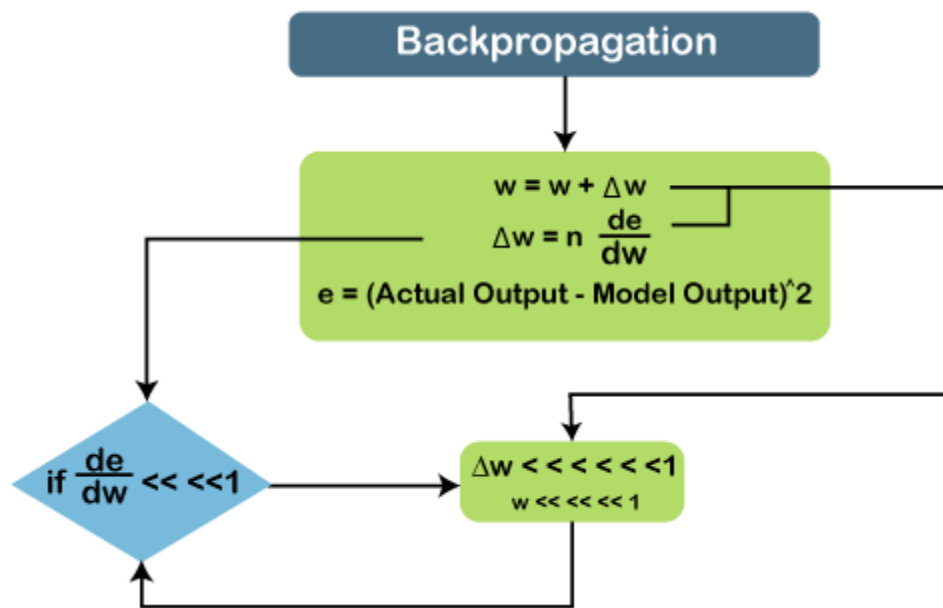 Backpropagation
w = w + Δw
Δw = n de/dw
e = (Actual Output - Model Output)^2
if de/dw << <<1
Δw < < < < < <1
w << << << 1